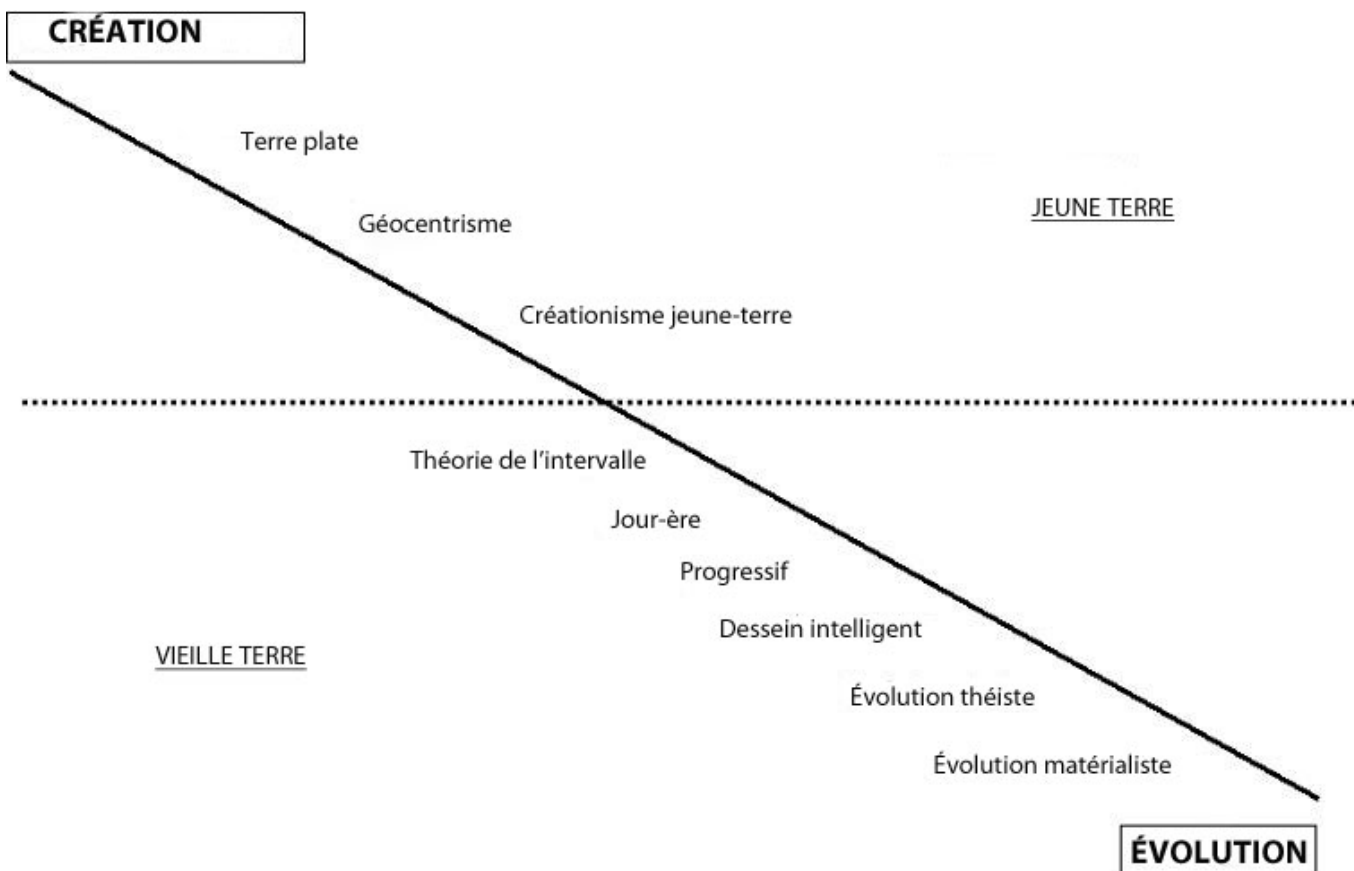 CRÉATION
Terre plate
JEUNE TERRE
Géocentrisme
Créationisme jeune-terre
Théorie de l'intervalle
Jour-ère
Progressif
Dessein intelligent
VIEILLE TERRE
Évolution théiste
Évolution matérialiste
ÉVOLUTION